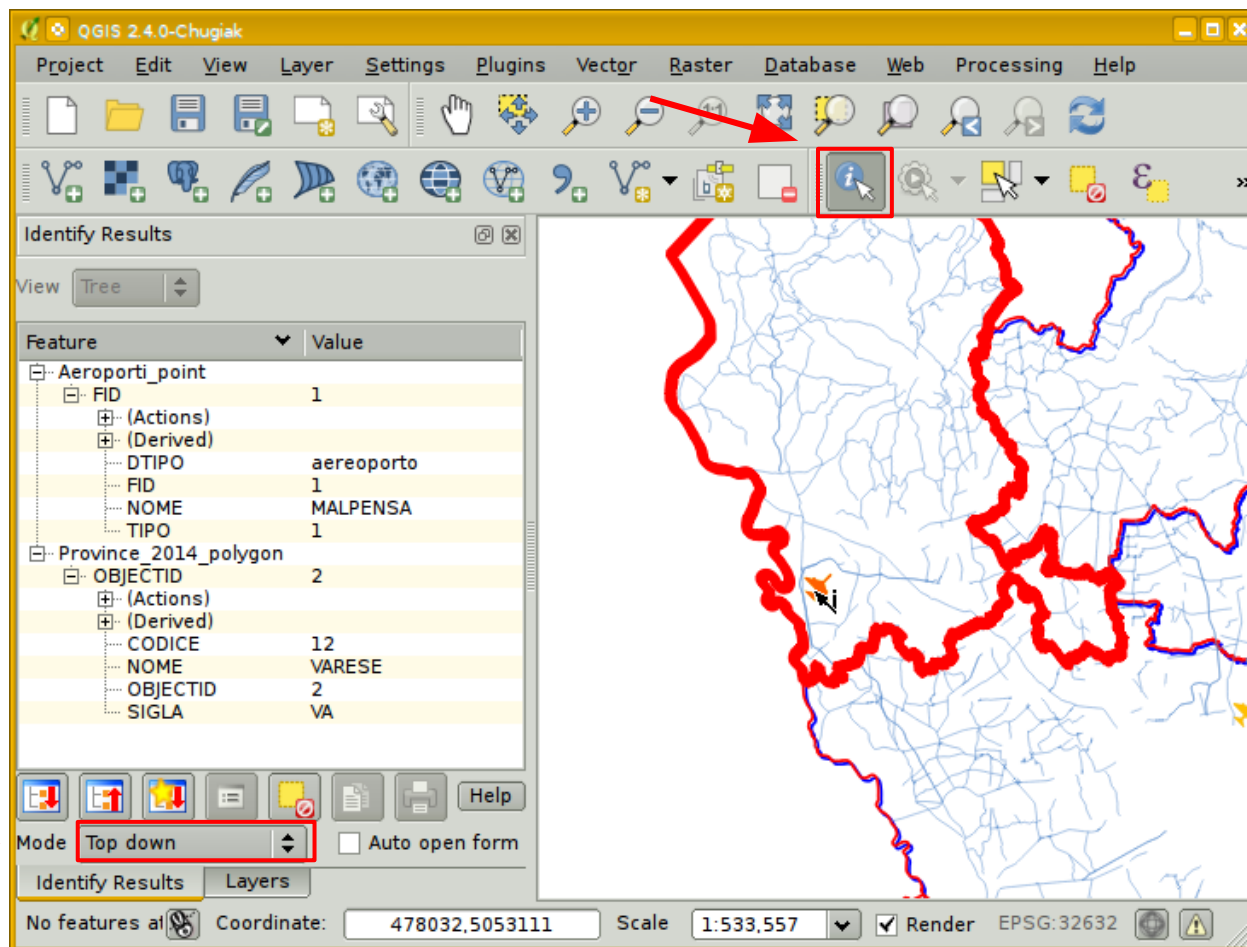 QGIS 2.4.0-Chugiak
Project Edit View Layer Settings Plugins Vector Raster Database Web Processing Help
Identify Results
View Tree
Feature Value
Aeroporti_point
FID 1
(Actions)
(Derived)
DTIPO aereoporto
FID 1
NOME MALPENSA
TIPO 1
Province_2014_polygon
OBJECTID 2
(Actions)
(Derived)
CODICE 12
NOME VARESE
OBJECTID 2
SIGLA VA
Help
Mode Top down Auto open form
Identify Results Layers
No features at Coordinate: 478032,5053111 Scale 1:533,557 Render EPSG:32632